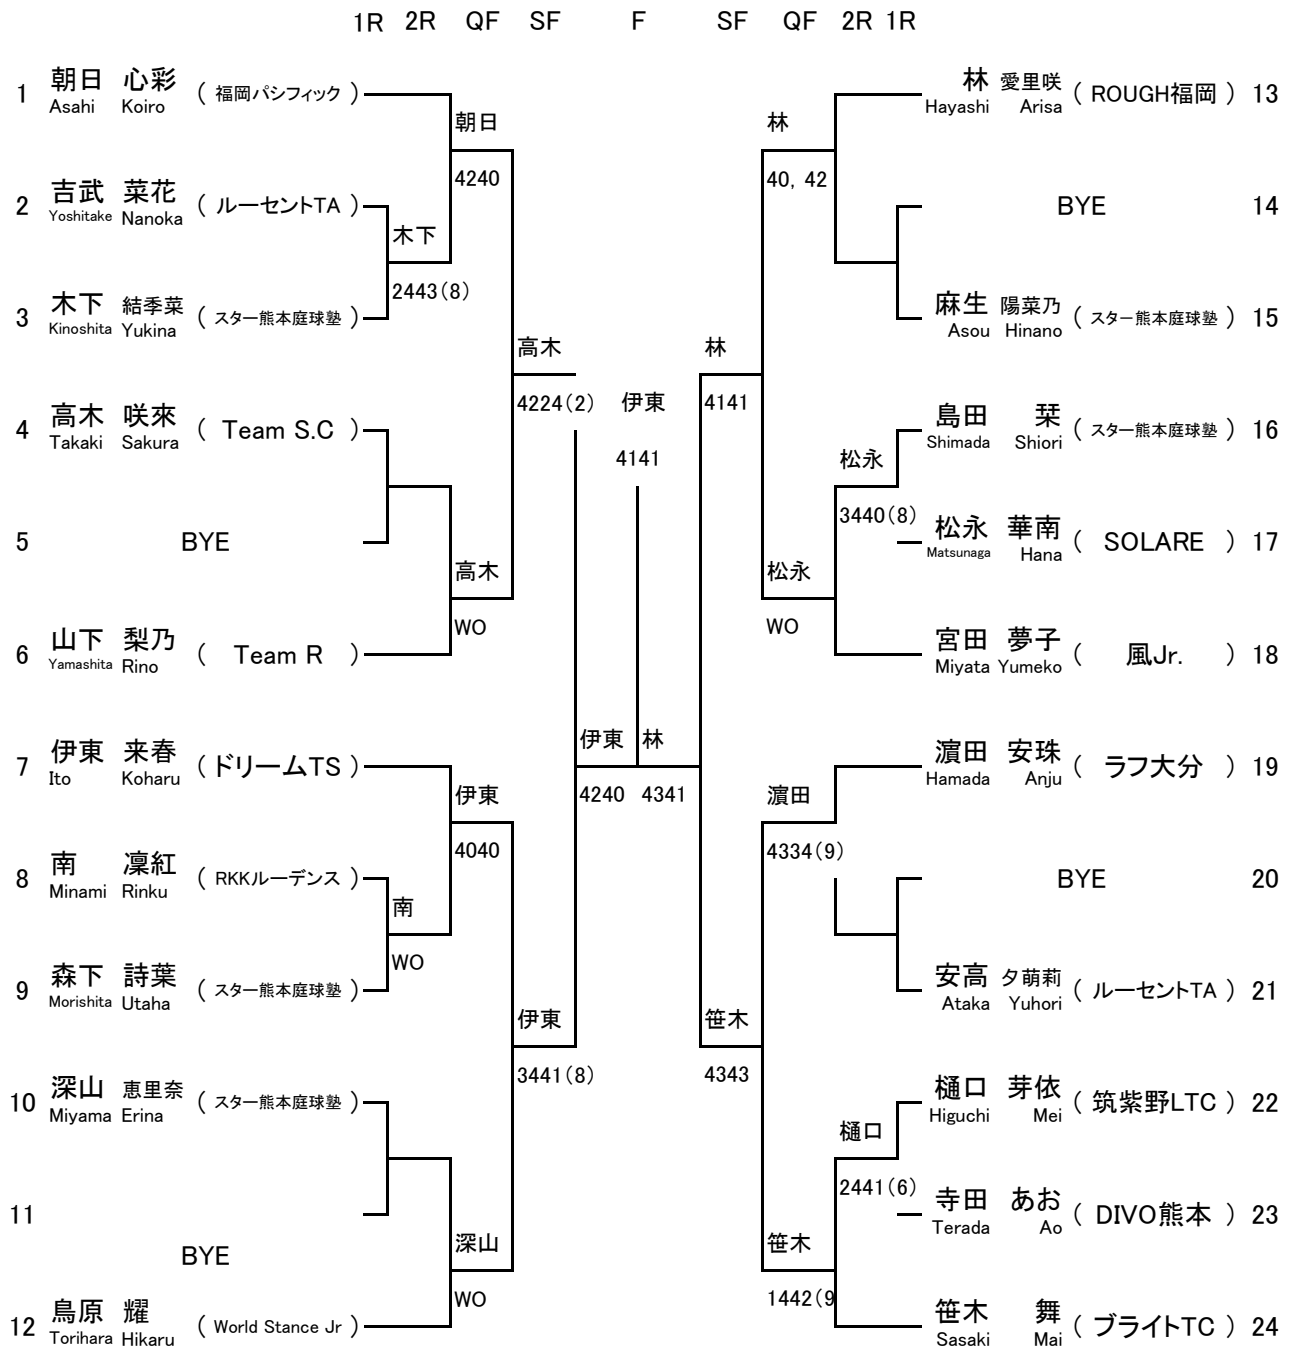 1R 2R QF SF F SF QF 2R 1R
1 朝日 心彩 ( 福岡パシフィック )
Asahi Koiro
朝日
4240
2 吉武 菜花 ( ルーセントTA )
Yoshitake Nanoka
木下
2443(8)
3 木下 結季菜 ( スター熊本庭球塾 )
Kinoshita Yukina
高木
4224(2)
4 高木 咲來 ( Team S.C )
Takaki Sakura
5 BYE
高木
WO
6 山下 梨乃 ( Team R )
Yamashita Rino
伊東
4141
伊東 林
4240 4341
7 伊東 来春 ( ドリームTS )
Ito Koharu
伊東
4040
8 南 凜紅 ( RKKルーデンス )
Minami Rinku
南
WO
9 森下 詩葉 ( スター熊本庭球塾 )
Morishita Utaha
伊東
3441(8)
10 深山 恵里奈 ( スター熊本庭球塾 )
Miyama Erina
11
BYE
深山
WO
12 鳥原 耀 ( World Stance Jr )
Torihara Hikaru
林 愛里咲 ( ROUGH福岡 ) 13
Hayashi Arisa
林
40, 42
BYE 14
麻生 陽菜乃 ( スター熊本庭球塾 ) 15
Asou Hinano
林
4141
島田 栞 ( スター熊本庭球塾 ) 16
Shimada Shiori
松永
3440(8)
松永 華南 ( SOLARE ) 17
Matsunaga Hana
松永
WO
宮田 夢子 ( 風Jr. ) 18
Miyata Yumeko
濵田 安珠 ( ラフ大分 ) 19
Hamada Anju
濵田
4334(9)
BYE 20
安高 夕萌莉 ( ルーセントTA ) 21
Ataka Yuhori
笹木
4343
樋口 芽依 ( 筑紫野LTC ) 22
Higuchi Mei
樋口
2441(6)
寺田 あお ( DIVO熊本 ) 23
Terada Ao
笹木
1442(9
笹木 舞 ( ブライトTC ) 24
Sasaki Mai